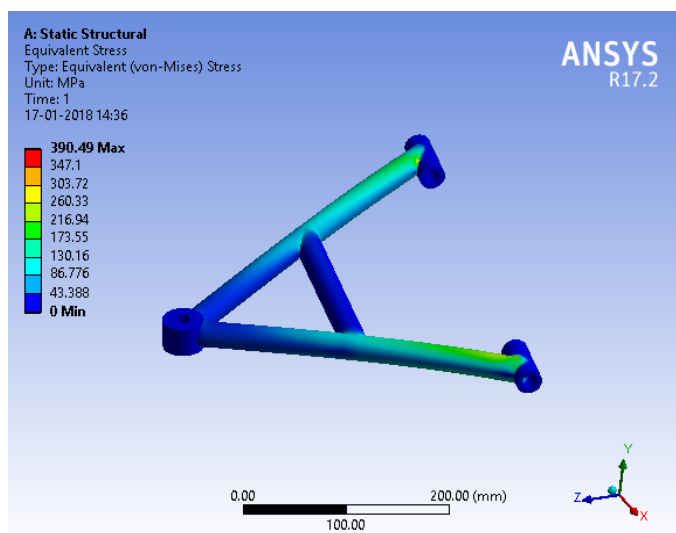 A: Static Structural
Equivalent Stress
Type: Equivalent (von-Mises) Stress
Unit: MPa
Time: 1
17-01-2018 14:36
ANSYS
R17.2
390.49 Max
347.1
303.72
260.33
216.94
173.55
130.16
86.776
43.388
0 Min
0.00
200.00 (mm)
100.00
Y
Z
X